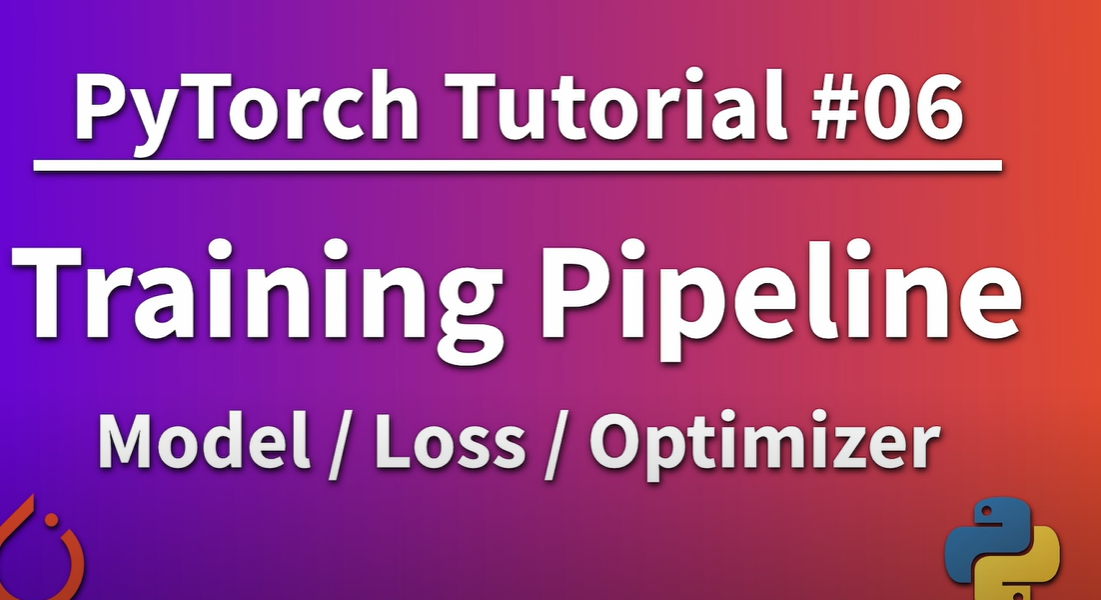 PyTorch Tutorial #06
Training Pipeline
Model / Loss / Optimizer